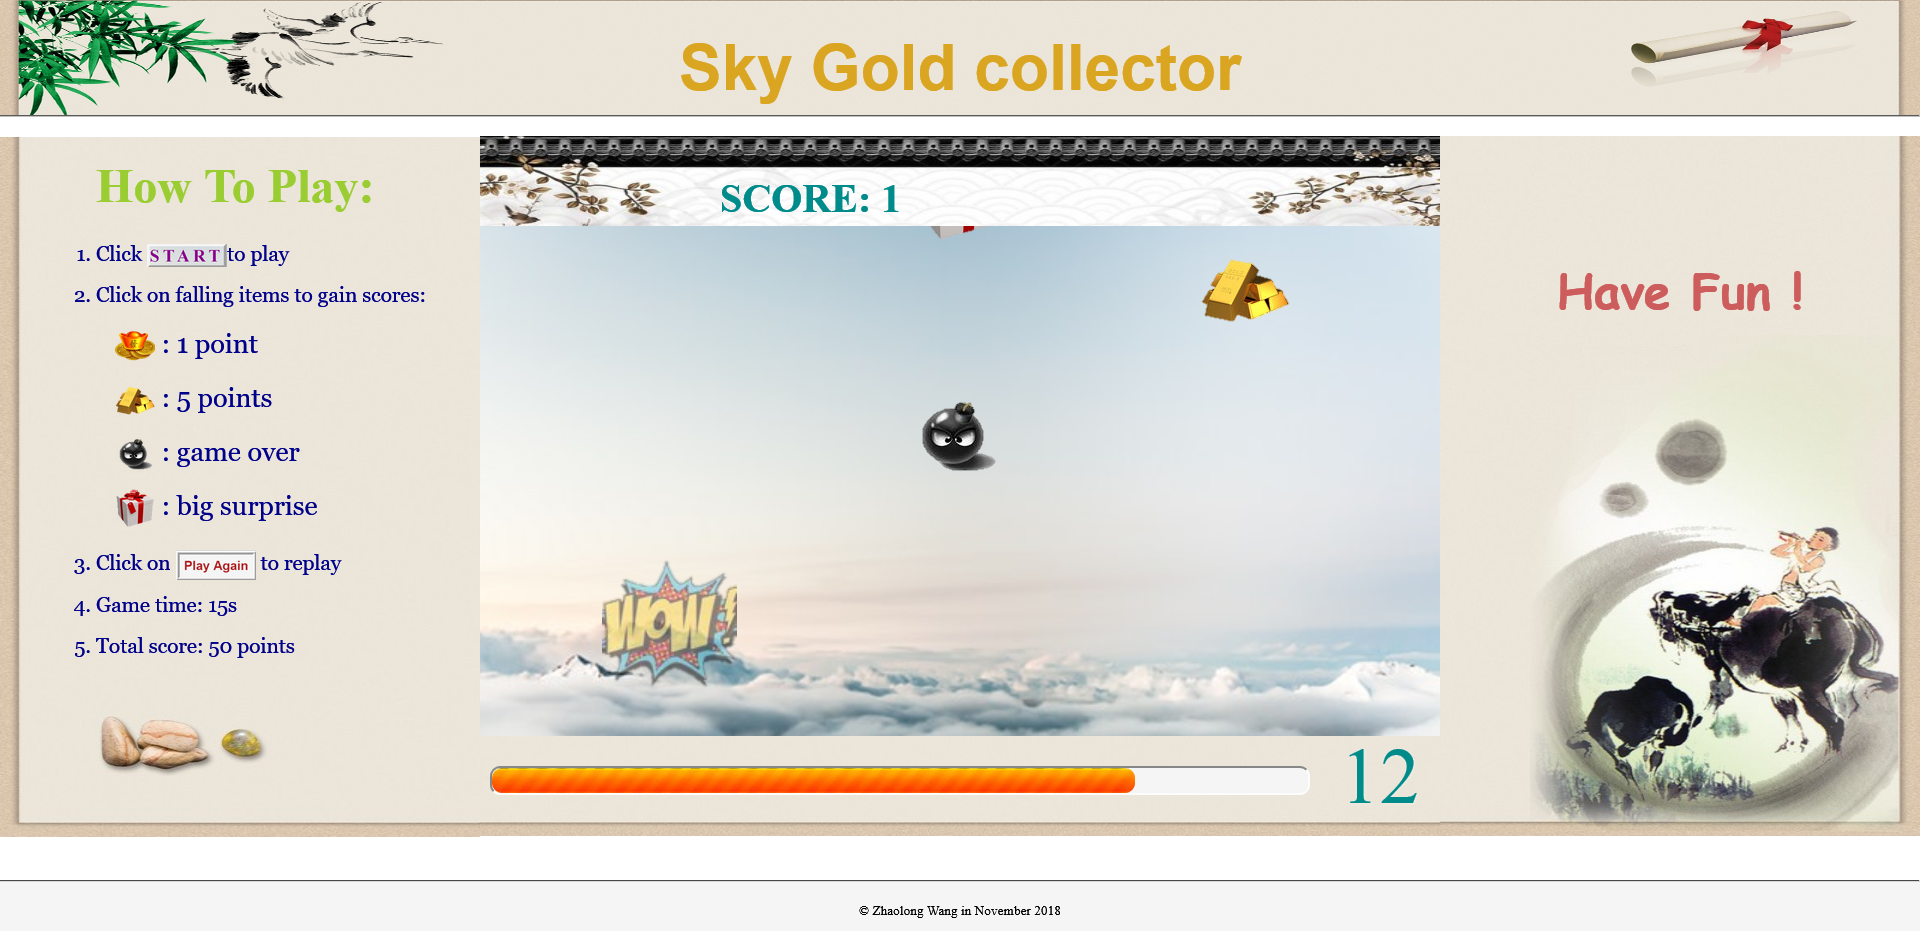 Sky Gold collector
How To Play:
1. Click START to play
2. Click on falling items to gain scores:
: 1 point
: 5 points
: game over
: big surprise
3. Click on Play Again to replay
4. Game time: 15s
5. Total score: 50 points
SCORE: 1
WOW!
12
Have Fun !
© Zhaolong Wang in November 2018